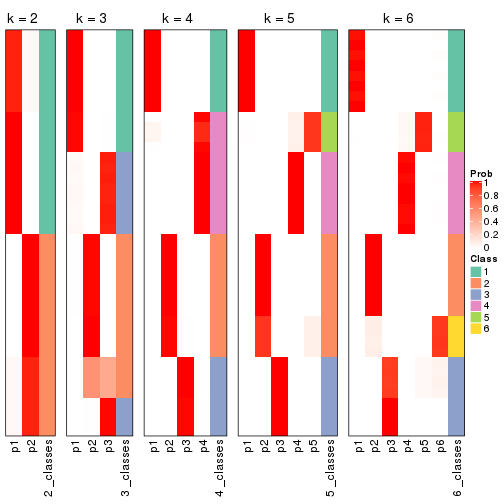 k = 2
k = 3
k = 4
k = 5
k = 6
Prob
1
0.8
0.6
0.4
0.2
0
Class
1
2
3
4
5
6
p1
p2
2_classes
p1
p2
p3
3_classes
p1
p2
p3
p4
4_classes
p1
p2
p3
p4
p5
5_classes
p1
p2
p3
p4
p5
p6
6_classes